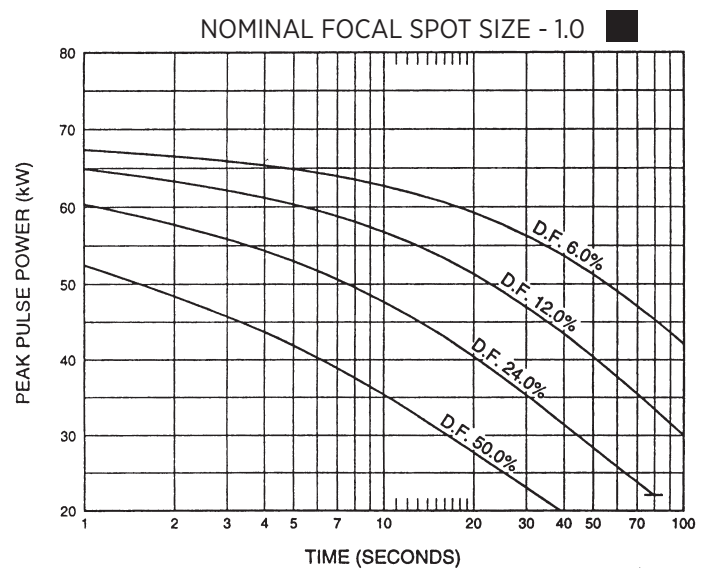 NOMINAL FOCAL SPOT SIZE - 1.0
80
70
60
50
40
30
20
PEAK PULSE POWER (kW)
D.F. 6.0%
D.F. 12.0%
D.F. 24.0%
D.F. 50.0%
1 2 3 4 5 7 10 20 30 40 50 70 100
TIME (SECONDS)